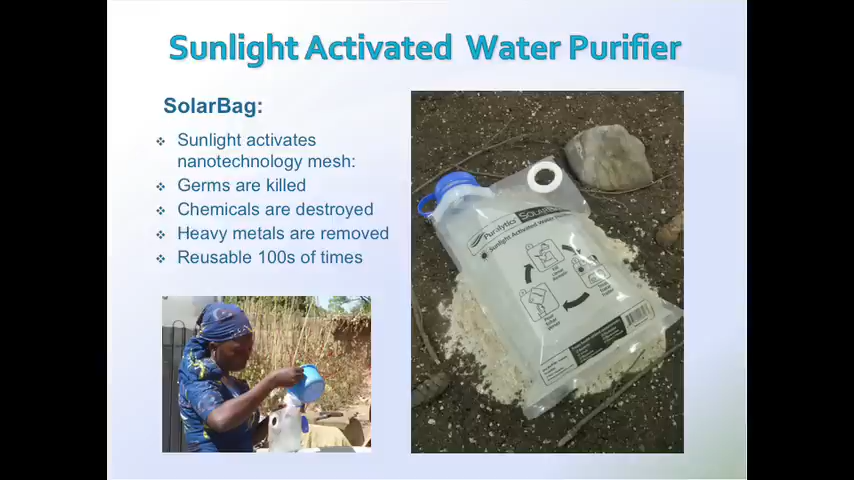 Sunlight Activated Water Purifier
SolarBag:
❖ Sunlight activates
nanotechnology mesh:
❖ Germs are killed
❖ Chemicals are destroyed
❖ Heavy metals are removed
❖ Reusable 100s of times
Puralytics
Sunlight Activated Water